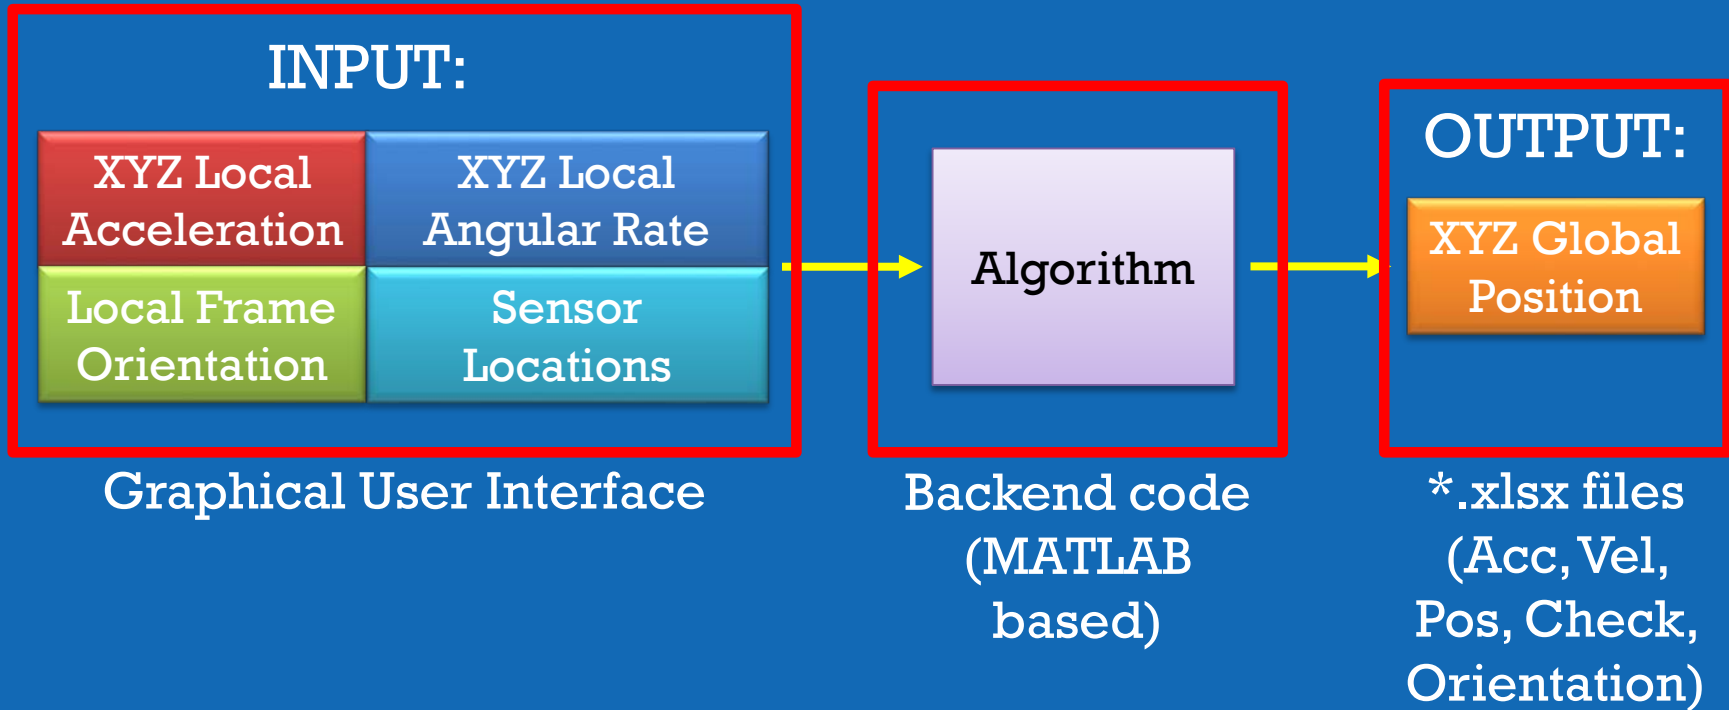 INPUT:
XYZ Local
Acceleration
XYZ Local
Angular Rate
Local Frame
Orientation
Sensor
Locations
Graphical User Interface
Algorithm
Backend code
(MATLAB
based)
OUTPUT:
XYZ Global
Position
*.xlsx files
(Acc, Vel,
Pos, Check,
Orientation)